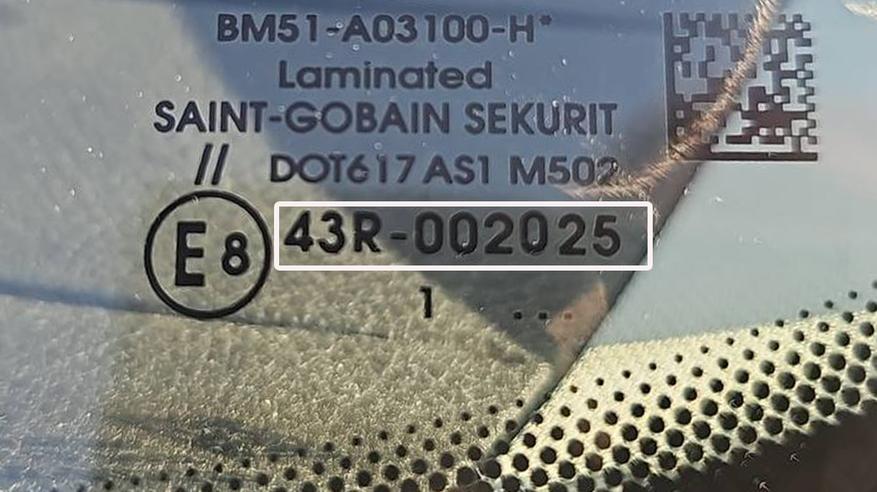 BM51-A03100-H*
Laminated
SAINT-GOBAIN SEKURIT
// DOT617 AS1 M502
E8 43R-002025
1 ...